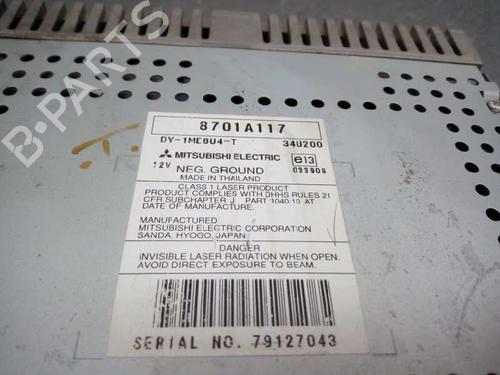 B-PARTS
8701A117
DY-1ME8U4-T 34U200
MITSUBISHI ELECTRIC e13
12V NEG. GROUND 033908
MADE IN THAILAND
CLASS 1 LASER PRODUCT
PRODUCT COMPLIES WITH DHHS RULES 21
CFR SUBCHAPTER J PART 1040.10 AT
DATE OF MANUFACTURE.
MANUFACTURED
MITSUBISHI ELECTRIC CORPORATION
SANDA, HYOGO, JAPAN
DANGER
INVISIBLE LASER RADIATION WHEN OPEN.
AVOID DIRECT EXPOSURE TO BEAM.
SERIAL NO. 79127043